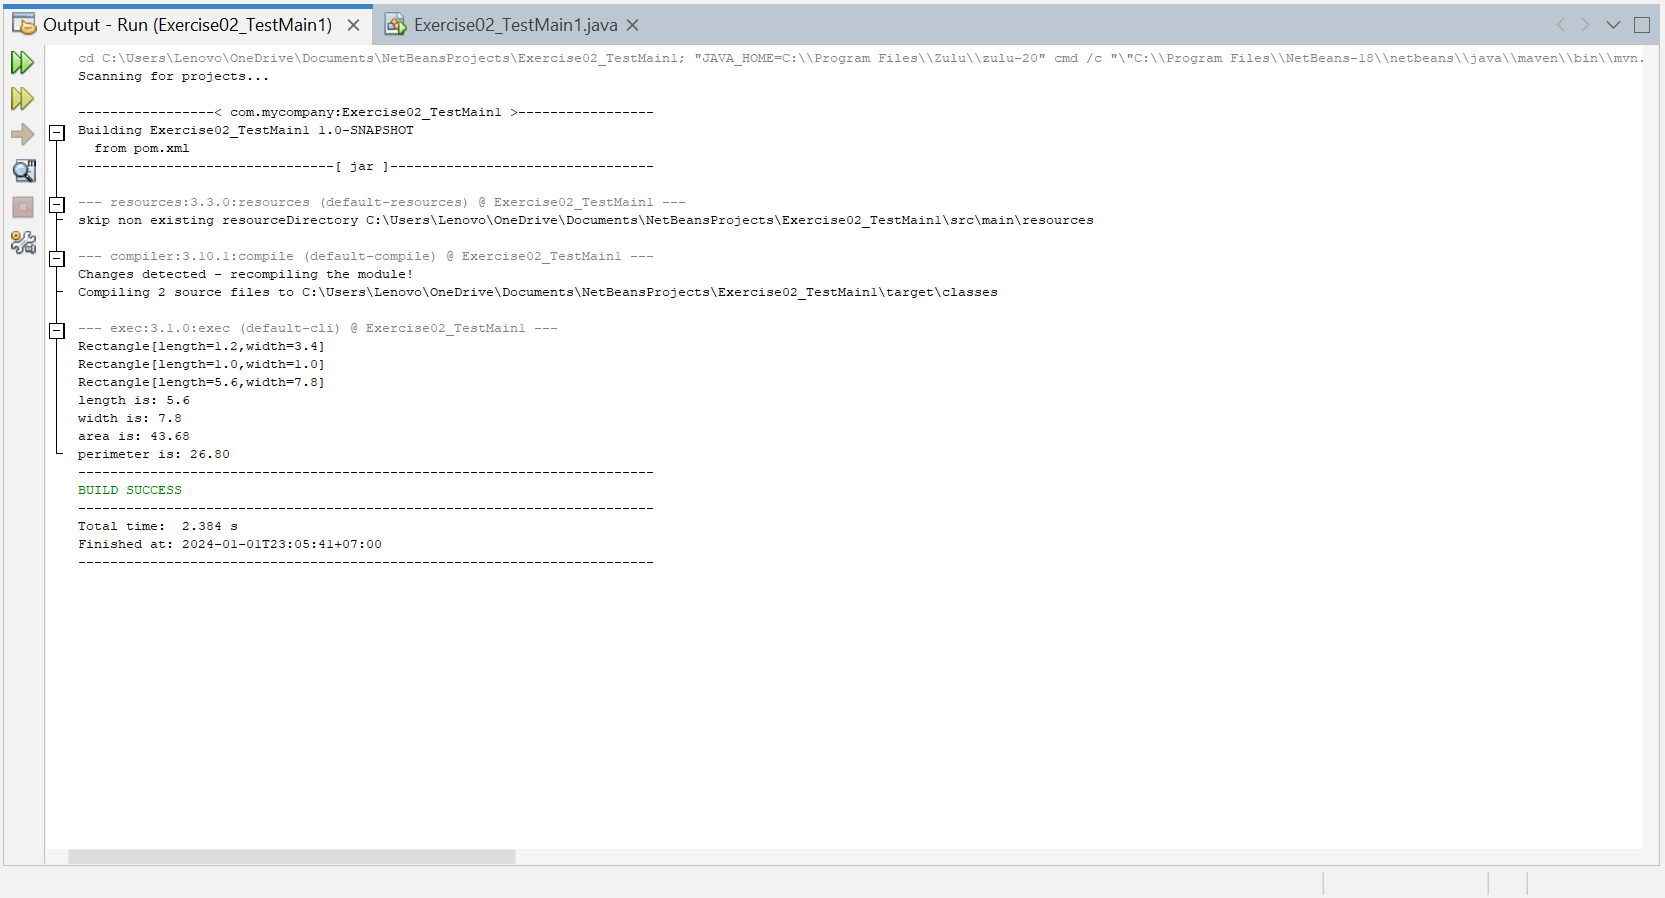 Output - Run (Exercise02_TestMain1)
Exercise02_TestMain1.java
cd C:\Users\Lenovo\OneDrive\Documents\NetBeansProjects\Exercise02_TestMain1; "JAVA_HOME=C:\\Program Files\\Zulu\\zulu-20" cmd /c "\"C:\\Program Files\\NetBeans-18\\netbeans\\java\\maven\\bin\\mvn.
Scanning for projects...
-----------------< com.mycompany:Exercise02_TestMain1 >-----------------
Building Exercise02_TestMain1 1.0-SNAPSHOT
  from pom.xml
--------------------------------[ jar ]---------------------------------
--- resources:3.3.0:resources (default-resources) @ Exercise02_TestMain1 ---
skip non existing resourceDirectory C:\Users\Lenovo\OneDrive\Documents\NetBeansProjects\Exercise02_TestMain1\src\main\resources
--- compiler:3.10.1:compile (default-compile) @ Exercise02_TestMain1 ---
Changes detected - recompiling the module!
Compiling 2 source files to C:\Users\Lenovo\OneDrive\Documents\NetBeansProjects\Exercise02_TestMain1\target\classes
--- exec:3.1.0:exec (default-cli) @ Exercise02_TestMain1 ---
Rectangle[length=1.2,width=3.4]
Rectangle[length=1.0,width=1.0]
Rectangle[length=5.6,width=7.8]
length is: 5.6
width is: 7.8
area is: 43.68
perimeter is: 26.80
------------------------------------------------------------------------
BUILD SUCCESS
------------------------------------------------------------------------
Total time:  2.384 s
Finished at: 2024-01-01T23:05:41+07:00
------------------------------------------------------------------------